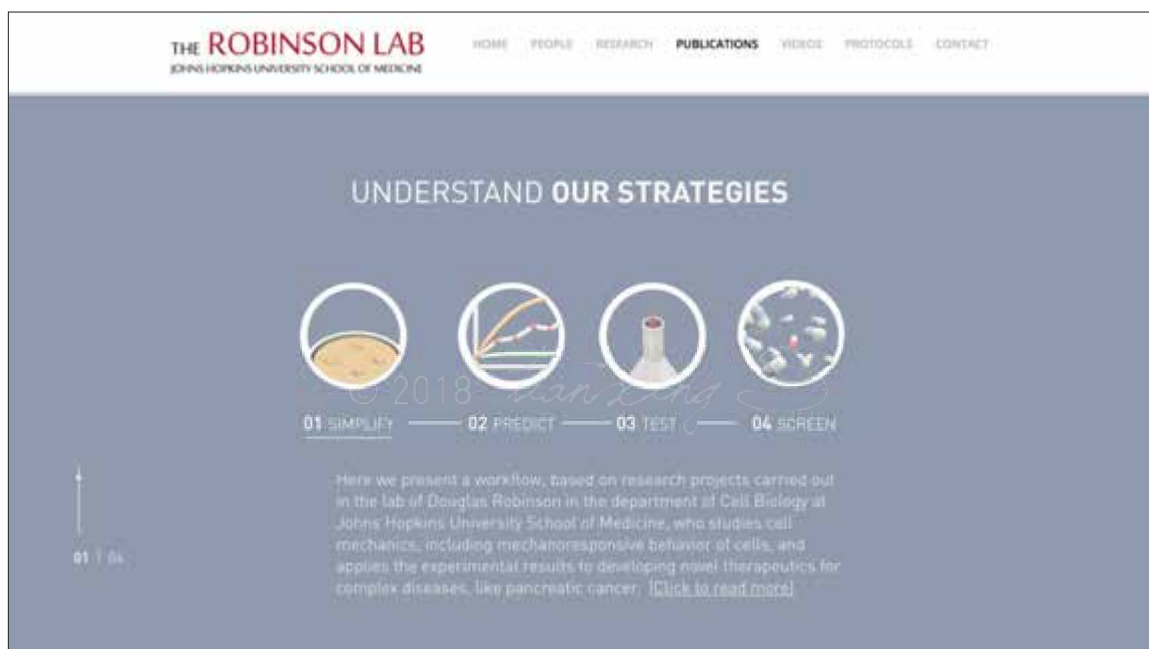 THE ROBINSON LAB
JOHNS HOPKINS UNIVERSITY SCHOOL OF MEDICINE
HOME PEOPLE RESEARCH PUBLICATIONS VIDEOS PROTOCOLS CONTACT
UNDERSTAND OUR STRATEGIES
© 2018
01 SIMPLIFY 02 PREDICT 03 TEST 04 SCREEN
Here we present a workflow, based on research projects carried out
in the lab of Douglas Robinson in the department of Cell Biology at
Johns Hopkins University School of Medicine, who studies cell
mechanics, including mechanoresponsive behavior of cells, and
applies the experimental results to developing novel therapeutics for
complex diseases, like pancreatic cancer. [Click to read more]
01 | 04